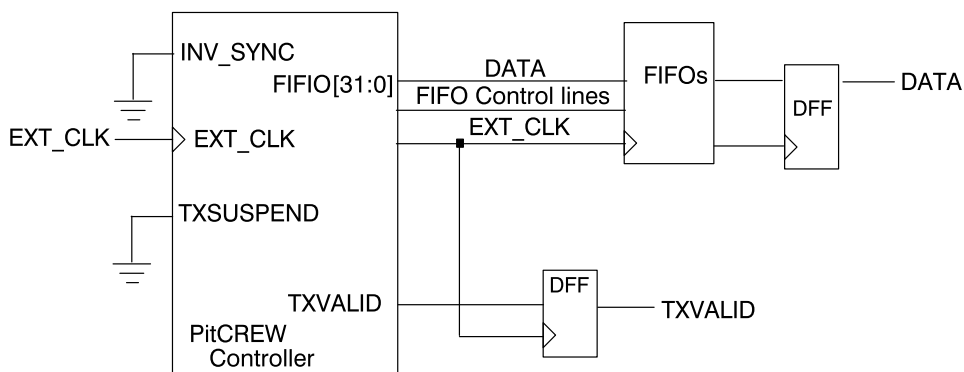 INV_SYNC
FIFIO[31:0]
DATA
FIFOs
DATA
FIFO Control lines
DFF
EXT_CLK
EXT_CLK
EXT_CLK
TXSUSPEND
DFF
TXVALID
TXVALID
PitCREW
Controller